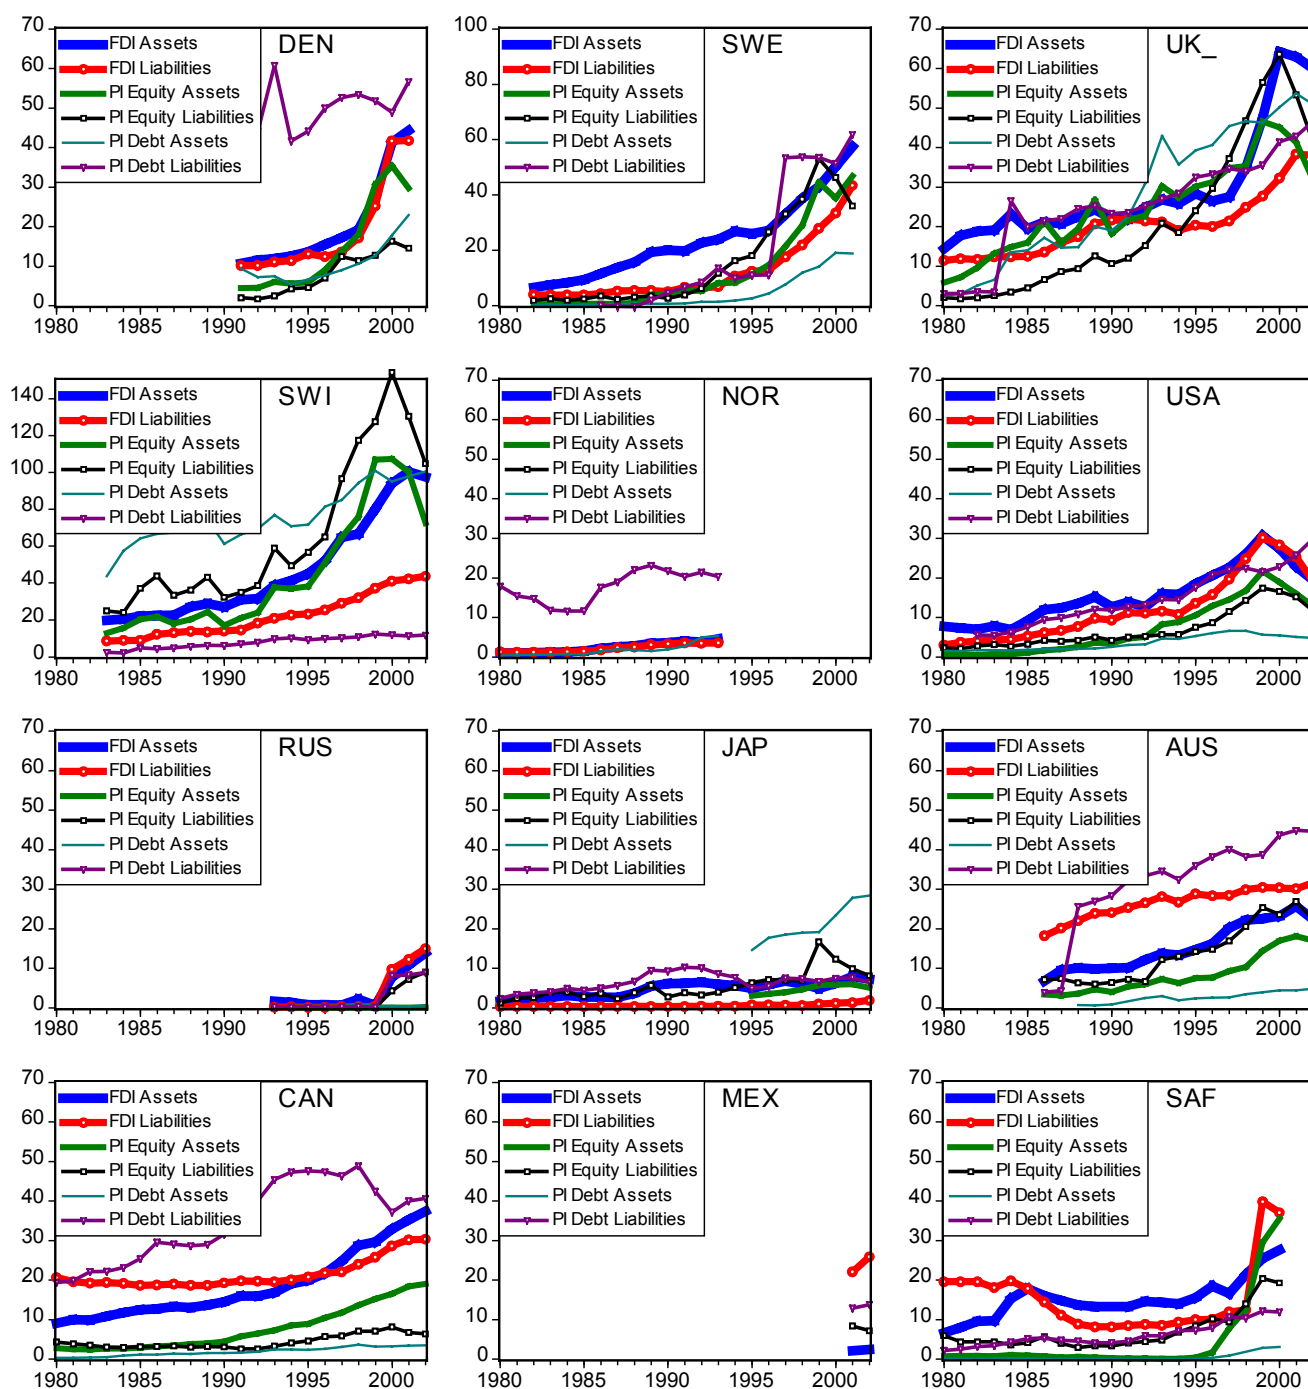 DEN
70
60
50
40
30
20
10
0
FDI Assets
FDI Liabilities
PI Equity Assets
PI Equity Liabilities
PI Debt Assets
PI Debt Liabilities
1980 1985 1990 1995 2000
SWE
100
80
60
40
20
0
FDI Assets
FDI Liabilities
PI Equity Assets
PI Equity Liabilities
PI Debt Assets
PI Debt Liabilities
1980 1985 1990 1995 2000
UK_
70
60
50
40
30
20
10
0
FDI Assets
FDI Liabilities
PI Equity Assets
PI Equity Liabilities
PI Debt Assets
PI Debt Liabilities
1980 1985 1990 1995 2000
SWI
140
120
100
80
60
40
20
0
FDI Assets
FDI Liabilities
PI Equity Assets
PI Equity Liabilities
PI Debt Assets
PI Debt Liabilities
1980 1985 1990 1995 2000
NOR
70
60
50
40
30
20
10
0
FDI Assets
FDI Liabilities
PI Equity Assets
PI Equity Liabilities
PI Debt Assets
PI Debt Liabilities
1980 1985 1990 1995 2000
USA
70
60
50
40
30
20
10
0
FDI Assets
FDI Liabilities
PI Equity Assets
PI Equity Liabilities
PI Debt Assets
PI Debt Liabilities
1980 1985 1990 1995 2000
RUS
70
60
50
40
30
20
10
0
FDI Assets
FDI Liabilities
PI Equity Assets
PI Equity Liabilities
PI Debt Assets
PI Debt Liabilities
1980 1985 1990 1995 2000
JAP
70
60
50
40
30
20
10
0
FDI Assets
FDI Liabilities
PI Equity Assets
PI Equity Liabilities
PI Debt Assets
PI Debt Liabilities
1980 1985 1990 1995 2000
AUS
70
60
50
40
30
20
10
0
FDI Assets
FDI Liabilities
PI Equity Assets
PI Equity Liabilities
PI Debt Assets
PI Debt Liabilities
1980 1985 1990 1995 2000
CAN
70
60
50
40
30
20
10
0
FDI Assets
FDI Liabilities
PI Equity Assets
PI Equity Liabilities
PI Debt Assets
PI Debt Liabilities
1980 1985 1990 1995 2000
MEX
70
60
50
40
30
20
10
0
FDI Assets
FDI Liabilities
PI Equity Assets
PI Equity Liabilities
PI Debt Assets
PI Debt Liabilities
1980 1985 1990 1995 2000
SAF
70
60
50
40
30
20
10
0
FDI Assets
FDI Liabilities
PI Equity Assets
PI Equity Liabilities
PI Debt Assets
PI Debt Liabilities
1980 1985 1990 1995 2000